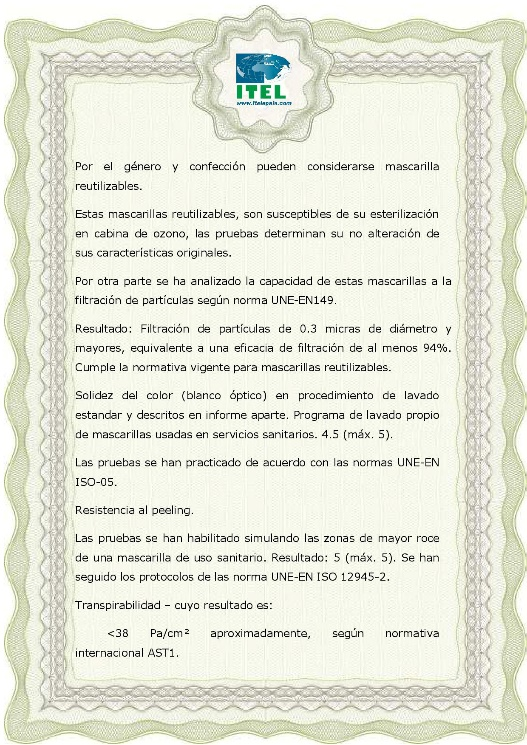 ITEL
www.itelspain.com
Por el género y confección pueden considerarse mascarilla
reutilizables.
Estas mascarillas reutilizables, son susceptibles de su esterilización
en cabina de ozono, las pruebas determinan su no alteración de
sus características originales.
Por otra parte se ha analizado la capacidad de estas mascarillas a la
filtración de partículas según norma UNE-EN149.
Resultado: Filtración de partículas de 0.3 micras de diámetro y
mayores, equivalente a una eficacia de filtración de al menos 94%.
Cumple la normativa vigente para mascarillas reutilizables.
Solidez del color (blanco óptico) en procedimiento de lavado
estandar y descritos en informe aparte. Programa de lavado propio
de mascarillas usadas en servicios sanitarios. 4.5 (máx. 5).
Las pruebas se han practicado de acuerdo con las normas UNE-EN
ISO-05.
Resistencia al peeling.
Las pruebas se han habilitado simulando las zonas de mayor roce
de una mascarilla de uso sanitario. Resultado: 5 (máx. 5). Se han
seguido los protocolos de las norma UNE-EN ISO 12945-2.
Transpirabilidad – cuyo resultado es:
<38 Pa/cm² aproximadamente, según normativa
internacional AST1.